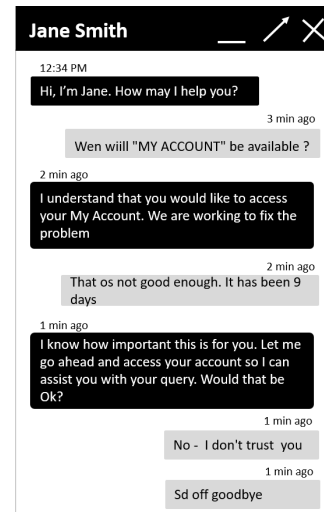 Jane Smith
12:34 PM
Hi, I'm Jane. How may I help you?
3 min ago
Wen wiill "MY ACCOUNT" be available ?
2 min ago
I understand that you would like to access
your My Account. We are working to fix the
problem
2 min ago
That os not good enough. It has been 9
days
1 min ago
I know how important this is for you. Let me
go ahead and access your account so I can
assist you with your query. Would that be
Ok?
1 min ago
No - I don't trust you
1 min ago
Sd off goodbye